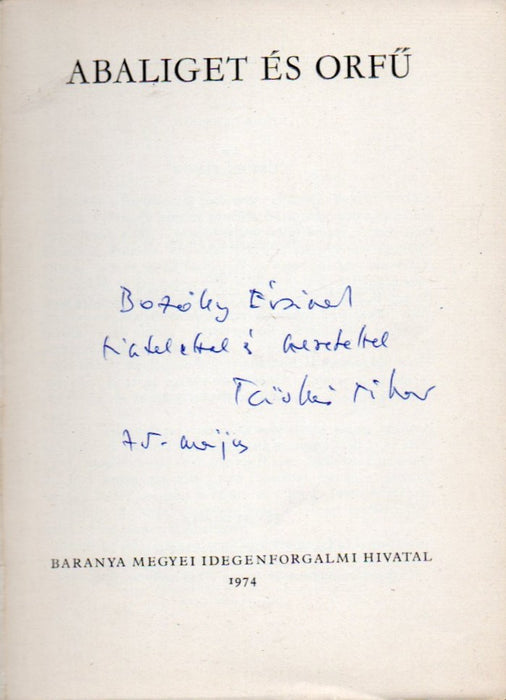 ABALIGET ÉS ORFŰ
Bozóky Évának
tisztelettel és szeretettel
Tüskés Tibor
75. május
BARANYA MEGYEI IDEGENFORGALMI HIVATAL
1974